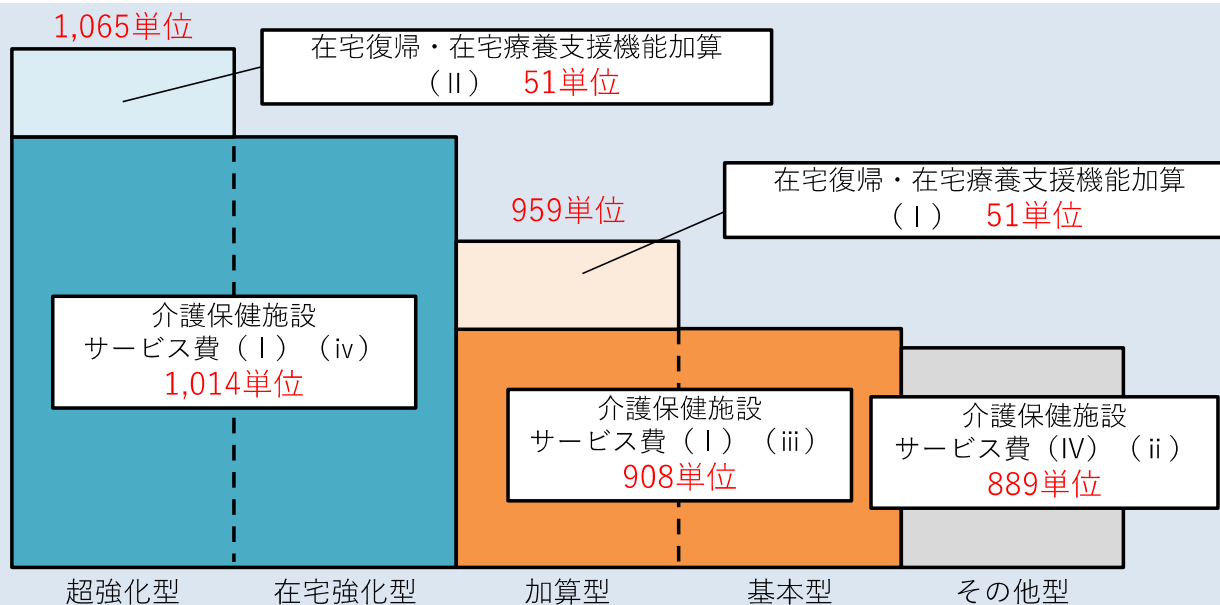 1,065単位
在宅復帰・在宅療養支援機能加算
（Ⅱ）　51単位
959単位
在宅復帰・在宅療養支援機能加算
（Ⅰ）　51単位
介護保健施設
サービス費（Ⅰ）（ⅳ）
1,014単位
介護保健施設
サービス費（Ⅰ）（ⅲ）
908単位
介護保健施設
サービス費（Ⅳ）（ⅱ）
889単位
超強化型
在宅強化型
加算型
基本型
その他型